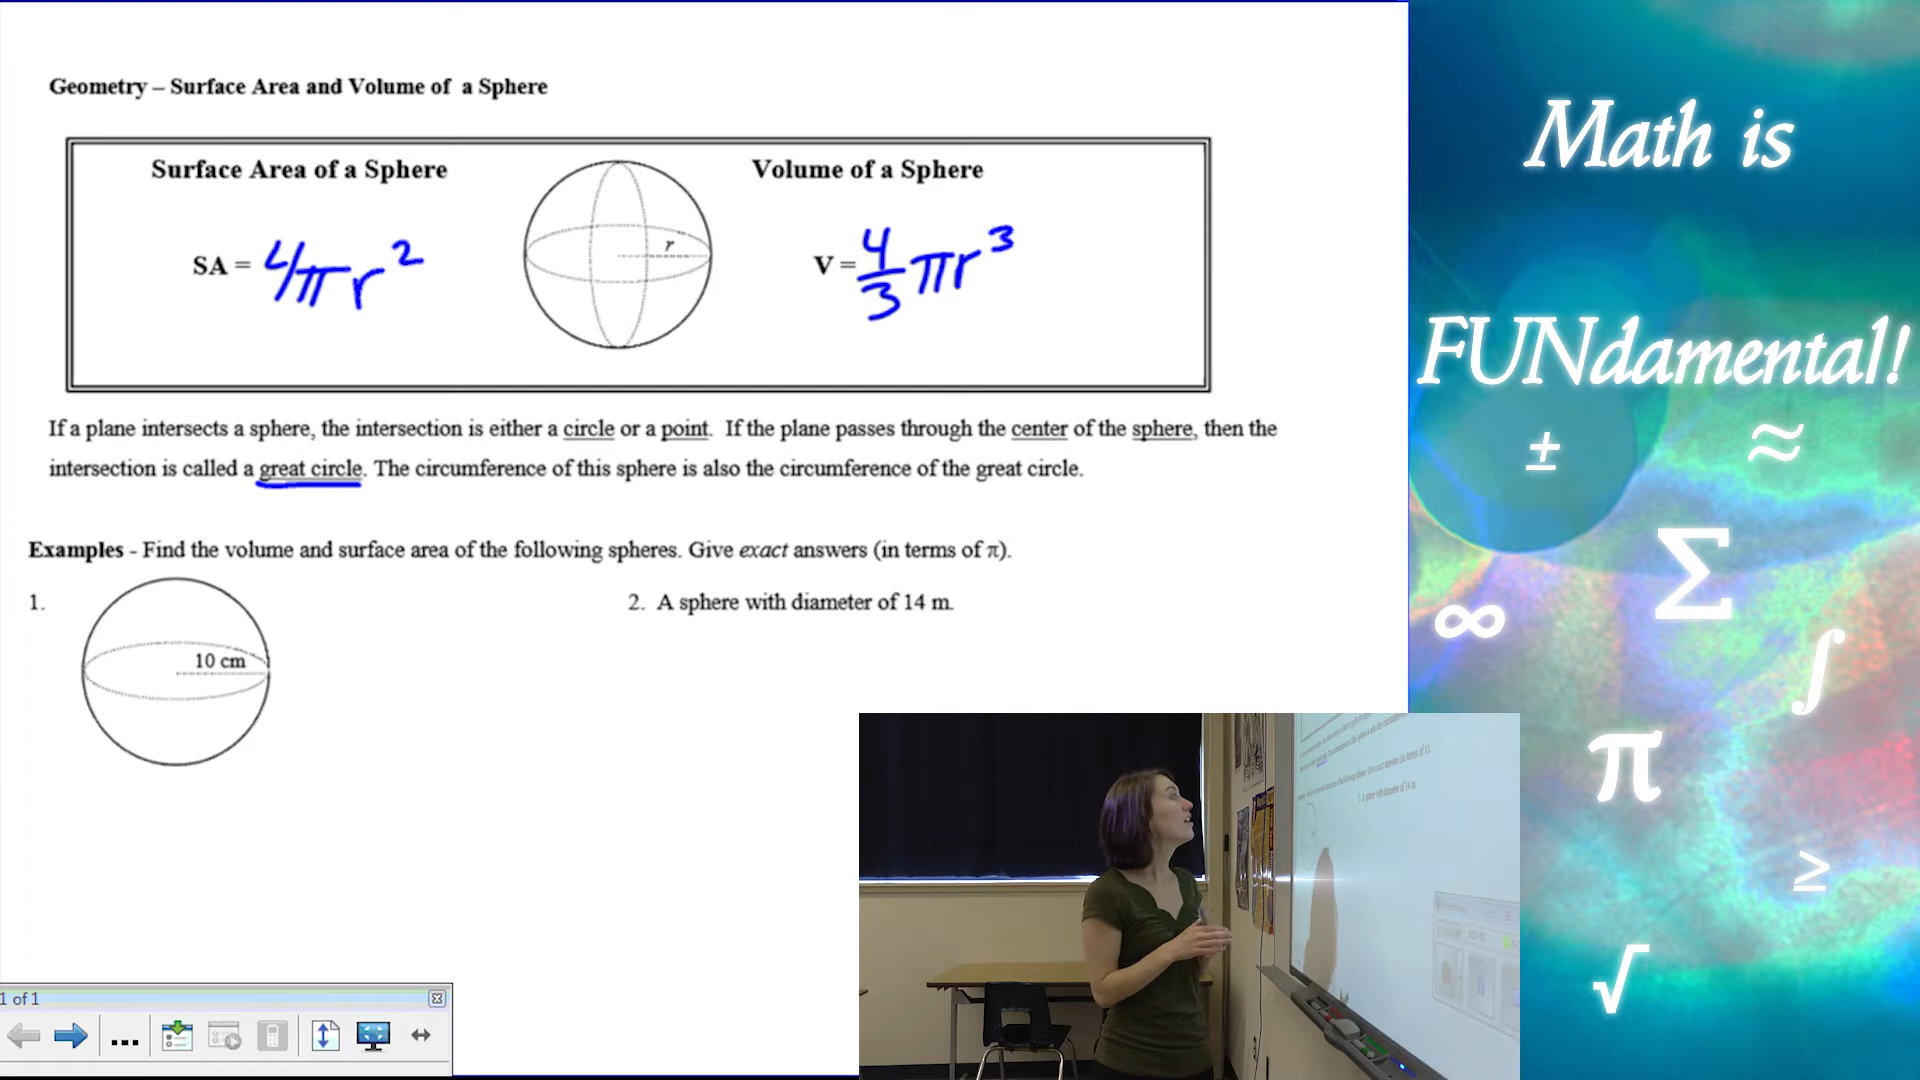 Geometry – Surface Area and Volume of a Sphere
Surface Area of a Sphere
Volume of a Sphere
r
SA = 4πr²
V = 4/3 πr³
If a plane intersects a sphere, the intersection is either a circle or a point. If the plane passes through the center of the sphere, then the
intersection is called a great circle. The circumference of this sphere is also the circumference of the great circle.
Examples - Find the volume and surface area of the following spheres. Give exact answers (in terms of π).
1.
10 cm
2. A sphere with diameter of 14 m.
1 of 1
...
Math is
FUNdamental!
±
≈
∞
Σ
∫
π
≥
√